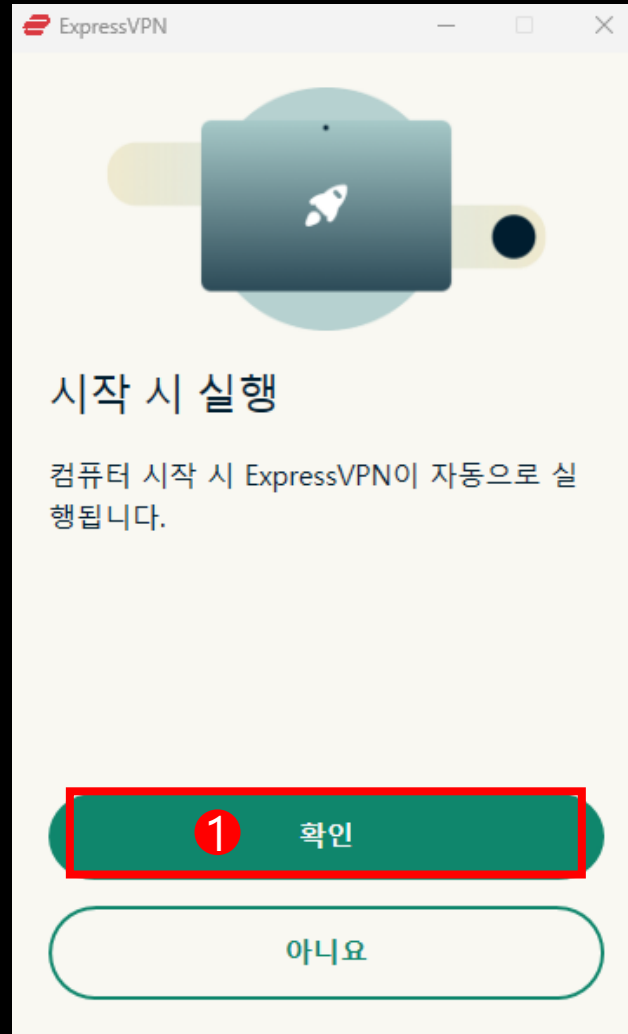 ExpressVPN
시작 시 실행
컴퓨터 시작 시 ExpressVPN이 자동으로 실
행됩니다.
1 확인
아니요